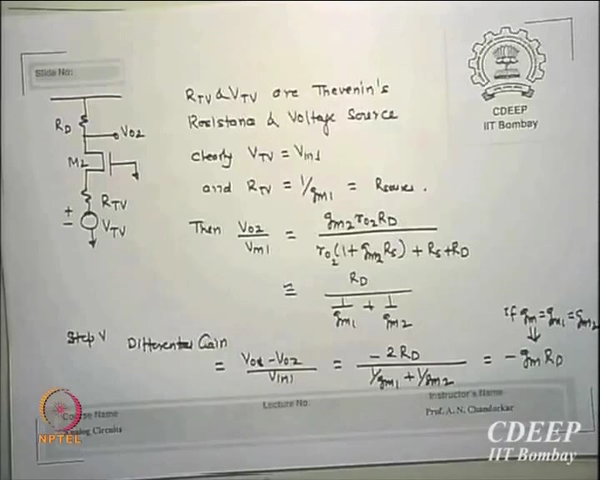 Slide No:
CDEEP
IIT Bombay
RTV & VTV are Thevenin's
Resistance & Voltage Source
Clearly VTV = Vin1
and RTV = 1/gm1 = Rsource.
RD
VO2
M2
RTV
+
−
VTV
Then VO2/Vin1 = gm2 ro2 RD / ro2(1+gm2 RS) + RS+RD
≅ RD / 1/gm1 + 1/gm2
If gm = gm1 = gm2
Step V Differential Gain
= VO1 − VO2 / Vin1 = −2RD / 1/gm1 + 1/gm2 = −gm RD
NPTEL
Course Name
Analog Circuits
Lecture No.
Instructor's Name
Prof. A. N. Chandorkar
CDEEP
IIT Bombay